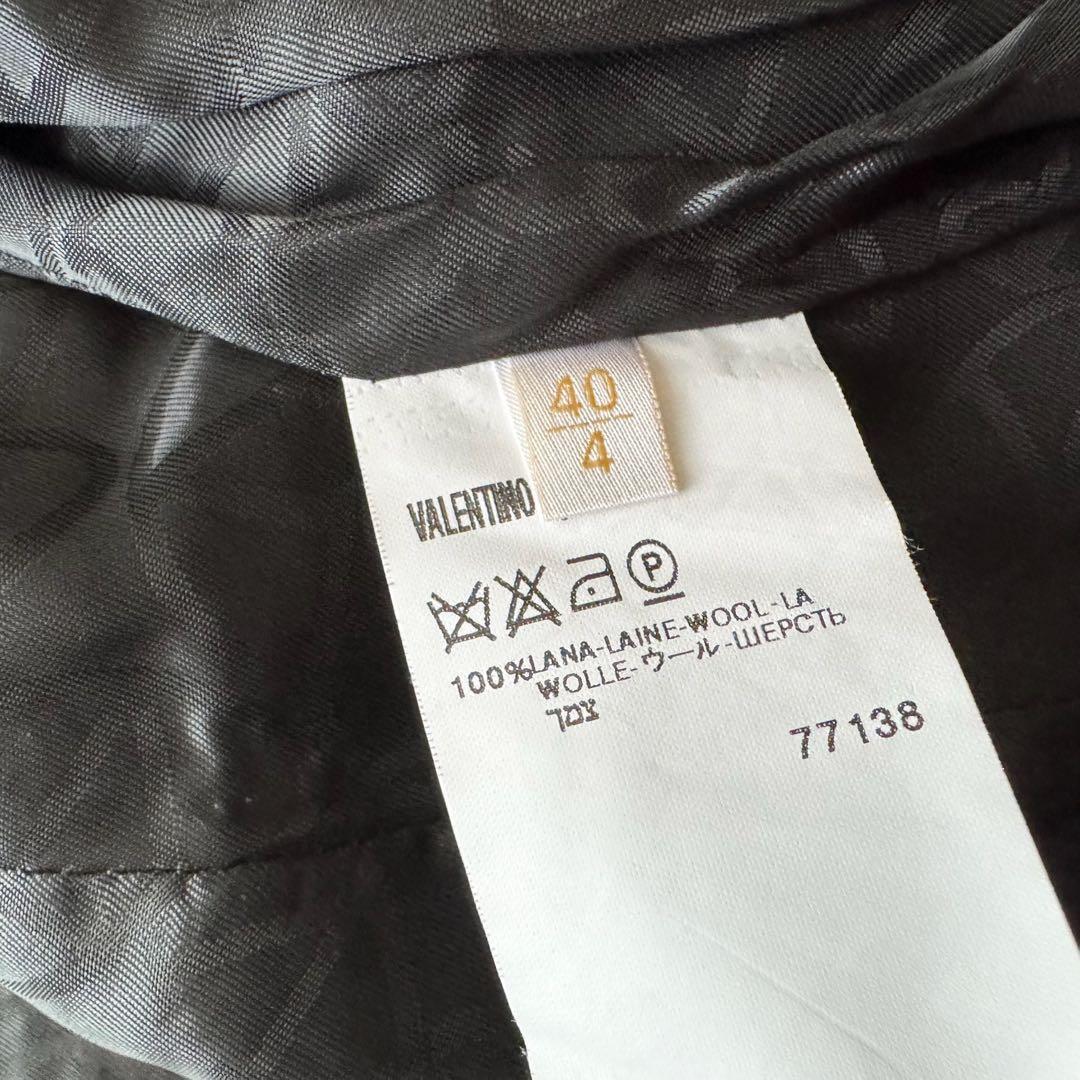 40
4
VALENTINO
P
100%LANA-LAINE-WOOL-LA
WOLLE-ウール-ШЕРСТЬ
צמר
77138